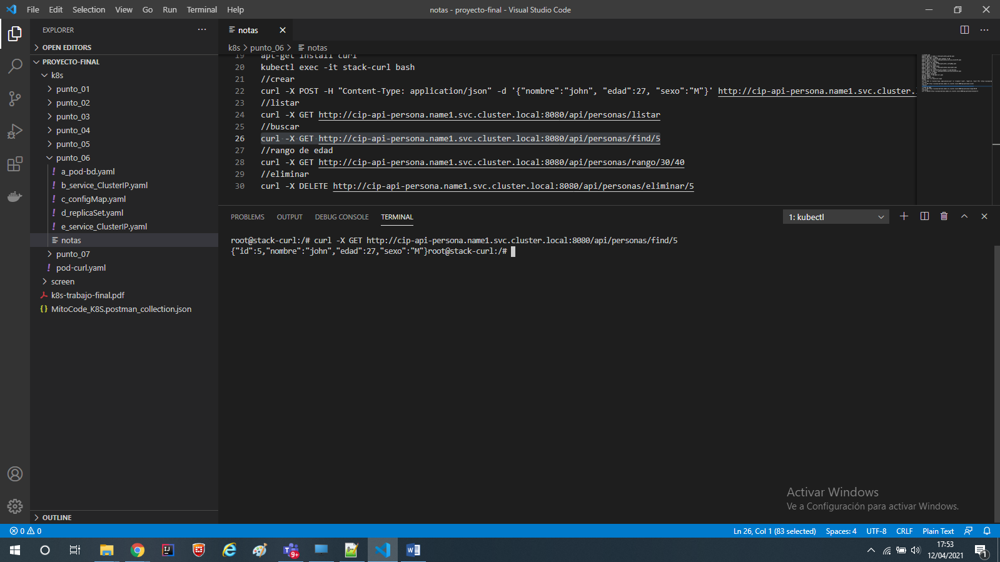 File Edit Selection View Go Run Terminal Help
notas - proyecto-final - Visual Studio Code
EXPLORER
OPEN EDITORS
PROYECTO-FINAL
k8s
punto_01
punto_02
punto_03
punto_04
punto_05
punto_06
! a_pod-bd.yaml
! b_service_ClusterIP.yaml
! c_configMap.yaml
! d_replicaSet.yaml
! e_service_ClusterIP.yaml
notas
punto_07
! pod-curl.yaml
screen
k8s-trabajo-final.pdf
{} MitoCode_K8S.postman_collection.json
OUTLINE
notas
k8s > punto_06 > notas
19 apt-get install curl
20 kubectl exec -it stack-curl bash
21 //crear
22 curl -X POST -H "Content-Type: application/json" -d '{"nombre":"john", "edad":27, "sexo":"M"}' http://cip-api-persona.name1.svc.cluster.
23 //listar
24 curl -X GET http://cip-api-persona.name1.svc.cluster.local:8080/api/personas/listar
25 //buscar
26 curl -X GET http://cip-api-persona.name1.svc.cluster.local:8080/api/personas/find/5
27 //rango de edad
28 curl -X GET http://cip-api-persona.name1.svc.cluster.local:8080/api/personas/rango/30/40
29 //eliminar
30 curl -X DELETE http://cip-api-persona.name1.svc.cluster.local:8080/api/personas/eliminar/5
PROBLEMS OUTPUT DEBUG CONSOLE TERMINAL
1: kubectl
root@stack-curl:/# curl -X GET http://cip-api-persona.name1.svc.cluster.local:8080/api/personas/find/5
{"id":5,"nombre":"john","edad":27,"sexo":"M"}root@stack-curl:/#
Activar Windows
Ve a Configuración para activar Windows.
0 0
Ln 26, Col 1 (83 selected) Spaces: 4 UTF-8 CRLF Plain Text
9+
17:53
12/04/2021
1